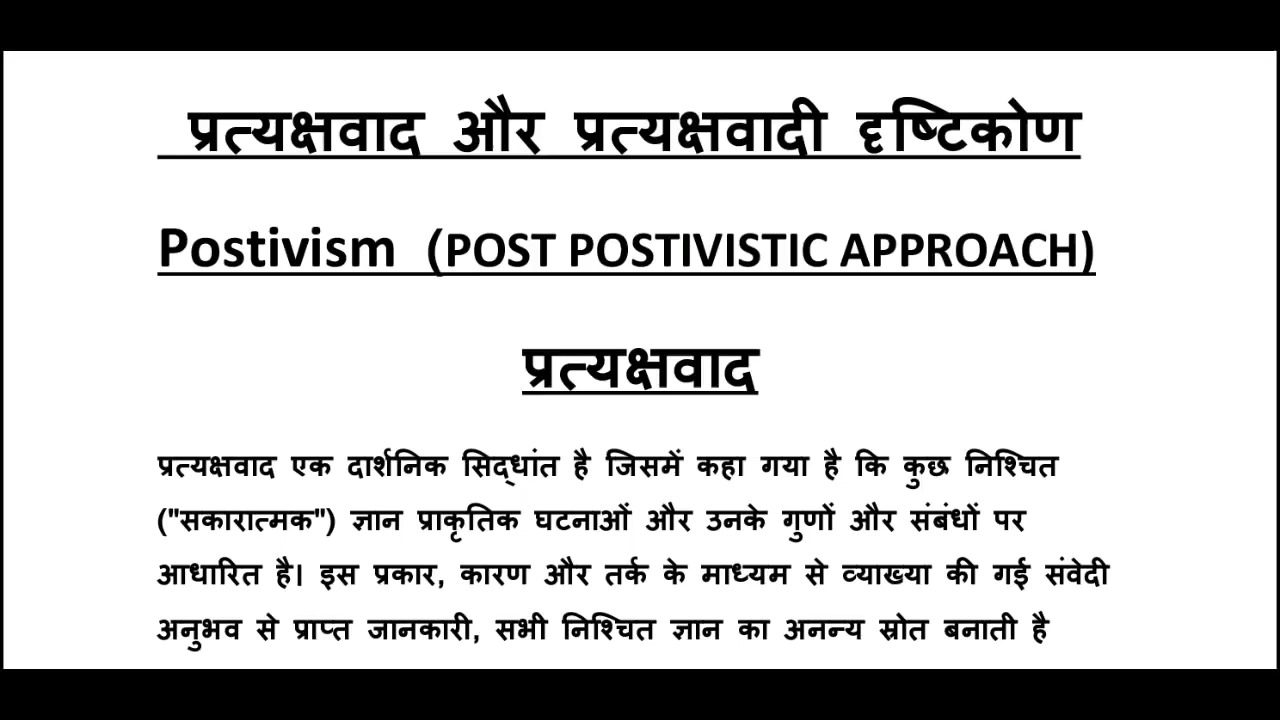 प्रत्यक्षवाद और प्रत्यक्षवादी दृष्टिकोण
Postivism (POST POSTIVISTIC APPROACH)
प्रत्यक्षवाद
प्रत्यक्षवाद एक दार्शनिक सिद्धांत है जिसमें कहा गया है कि कुछ निश्चित
("सकारात्मक") ज्ञान प्राकृतिक घटनाओं और उनके गुणों और संबंधों पर
आधारित है। इस प्रकार, कारण और तर्क के माध्यम से व्याख्या की गई संवेदी
अनुभव से प्राप्त जानकारी, सभी निश्चित ज्ञान का अनन्य स्रोत बनाती है